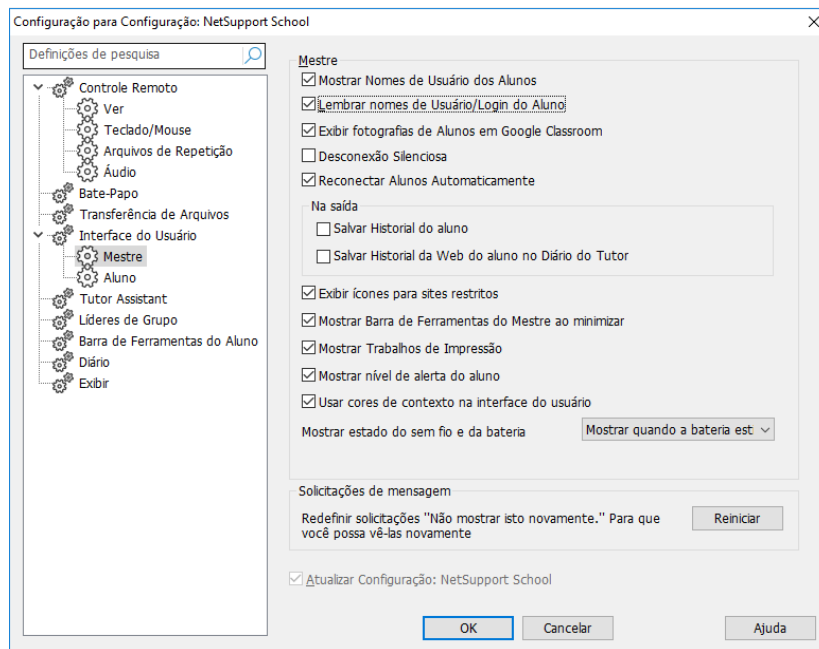 Configuração para Configuração: NetSupport School
Definições de pesquisa
Controle Remoto
Ver
Teclado/Mouse
Arquivos de Repetição
Áudio
Bate-Papo
Transferência de Arquivos
Interface do Usuário
Mestre
Aluno
Tutor Assistant
Líderes de Grupo
Barra de Ferramentas do Aluno
Diário
Exibir
Mestre
Mostrar Nomes de Usuário dos Alunos
Lembrar nomes de Usuário/Login do Aluno
Exibir fotografias de Alunos em Google Classroom
Desconexão Silenciosa
Reconectar Alunos Automaticamente
Na saída
Salvar Historial do aluno
Salvar Historial da Web do aluno no Diário do Tutor
Exibir ícones para sites restritos
Mostrar Barra de Ferramentas do Mestre ao minimizar
Mostrar Trabalhos de Impressão
Mostrar nível de alerta do aluno
Usar cores de contexto na interface do usuário
Mostrar estado do sem fio e da bateria
Mostrar quando a bateria est
Solicitações de mensagem
Redefinir solicitações "Não mostrar isto novamente." Para que
você possa vê-las novamente
Reiniciar
Atualizar Configuração: NetSupport School
OK
Cancelar
Ajuda